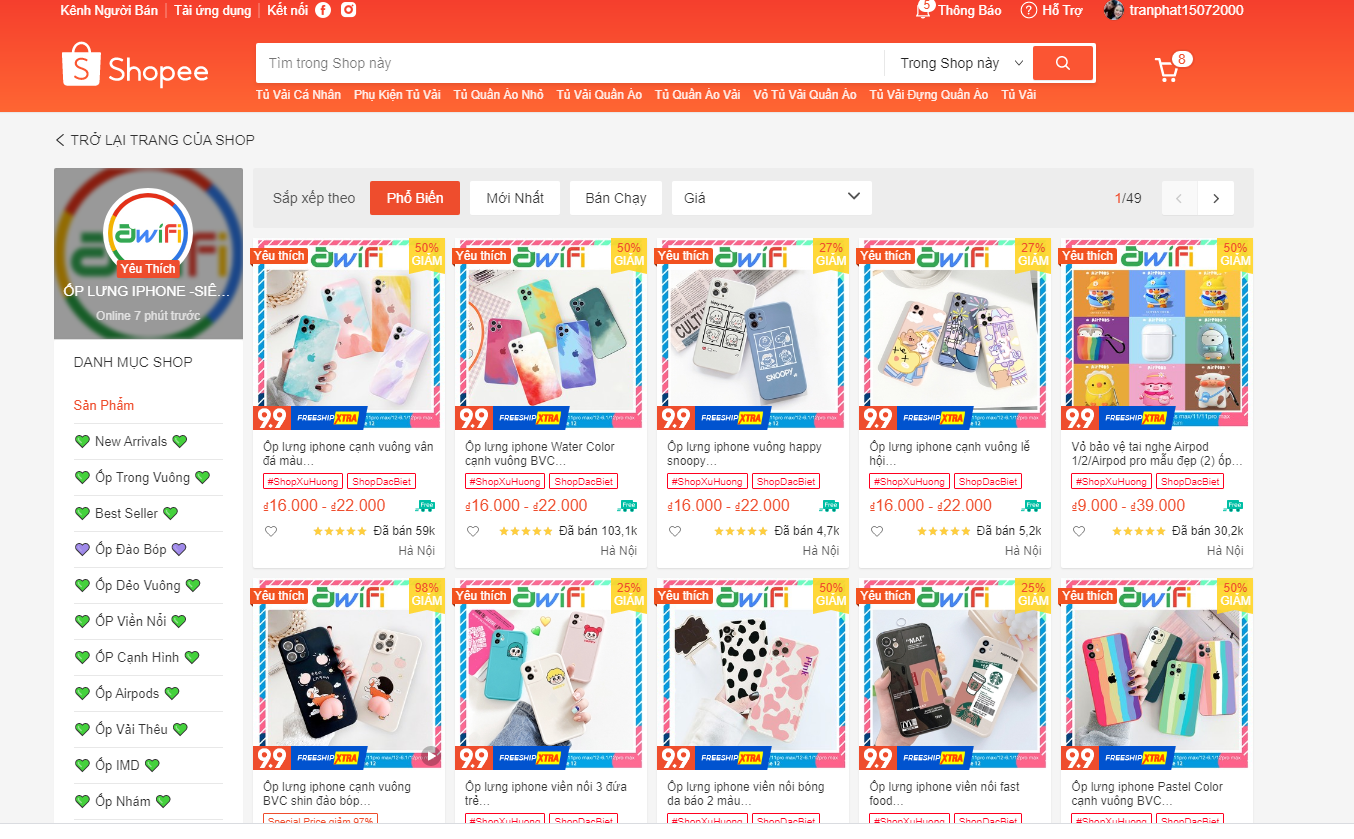 Kênh Người Bán Tải ứng dụng Kết nối
5
Thông Báo Hỗ Trợ tranphat15072000
Shopee
Tìm trong Shop này
Trong Shop này
8
Tủ Vải Cá Nhân Phụ Kiện Tủ Vải Tủ Quần Áo Nhỏ Tủ Vải Quần Áo Tủ Quần Áo Vải Vỏ Tủ Vải Quần Áo Tủ Vải Đựng Quần Áo Tủ Vải
TRỞ LẠI TRANG CỦA SHOP
awifi
Yêu Thích
ỐP LƯNG IPHONE -SIÊ...
Online 7 phút trước
DANH MỤC SHOP
Sản Phẩm
New Arrivals
Ốp Trong Vuông
Best Seller
Ốp Đào Bóp
Ốp Dẻo Vuông
ỐP Viền Nổi
ỐP Cạnh Hình
Ốp Airpods
Ốp Vải Thêu
Ốp IMD
Ốp Nhám
Sắp xếp theo Phổ Biến Mới Nhất Bán Chạy Giá
1/49
Yêu thích
awifi
50%
GIẢM
9.9 FREESHIP XTRA
Ốp lưng iphone cạnh vuông vân
đá màu...
#ShopXuHuong ShopDacBiet
₫16.000 - ₫22.000
Free
Đã bán 59k
Hà Nội
Yêu thích
awifi
50%
GIẢM
9.9 FREESHIP XTRA
Ốp lưng iphone Water Color
cạnh vuông BVC...
#ShopXuHuong ShopDacBiet
₫16.000 - ₫22.000
Free
Đã bán 103,1k
Hà Nội
Yêu thích
awifi
27%
GIẢM
SNOOPY
9.9 FREESHIP XTRA
Ốp lưng iphone vuông happy
snoopy...
#ShopXuHuong ShopDacBiet
₫16.000 - ₫22.000
Free
Đã bán 4,7k
Hà Nội
Yêu thích
awifi
27%
GIẢM
9.9 FREESHIP XTRA
Ốp lưng iphone cạnh vuông lễ
hội...
#ShopXuHuong ShopDacBiet
₫16.000 - ₫22.000
Free
Đã bán 5,2k
Hà Nội
Yêu thích
awifi
50%
GIẢM
9.9 FREESHIP XTRA
Vỏ bảo vệ tai nghe Airpod
1/2/Airpod pro mẫu đẹp (2) ốp...
#ShopXuHuong ShopDacBiet
₫9.000 - ₫39.000
Free
Đã bán 30,2k
Hà Nội
Yêu thích
awifi
98%
GIẢM
9.9 FREESHIP XTRA
Ốp lưng iphone cạnh vuông
BVC shin đảo bóp...
Special Price giảm 97%
Yêu thích
awifi
25%
GIẢM
9.9 FREESHIP XTRA
Ốp lưng iphone viền nổi 3 đứa
trẻ...
#ShopXuHuong ShopDacBiet
Yêu thích
awifi
50%
GIẢM
Pink
9.9 FREESHIP XTRA
Ốp lưng iphone viền nổi bóng
da báo 2 màu...
#ShopXuHuong ShopDacBiet
Yêu thích
awifi
25%
GIẢM
9.9 FREESHIP XTRA
Ốp lưng iphone viền nổi fast
food...
#ShopXuHuong ShopDacBiet
Yêu thích
awifi
50%
GIẢM
9.9 FREESHIP XTRA
Ốp lưng iphone Pastel Color
cạnh vuông BVC...
#ShopXuHuong ShopDacBiet